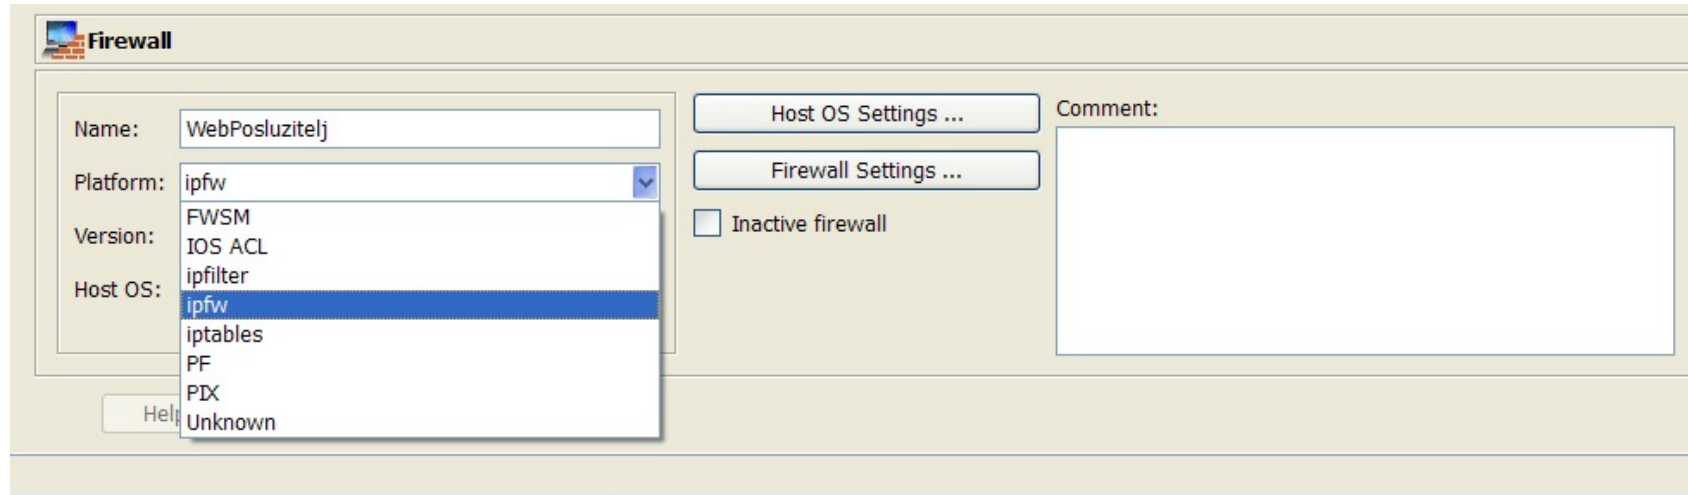 Firewall
Name: WebPosluzitelj
Platform: ipfw
FWSM
IOS ACL
ipfilter
ipfw
iptables
PF
PIX
Unknown
Version:
Host OS:
Host OS Settings ...
Firewall Settings ...
Inactive firewall
Comment: